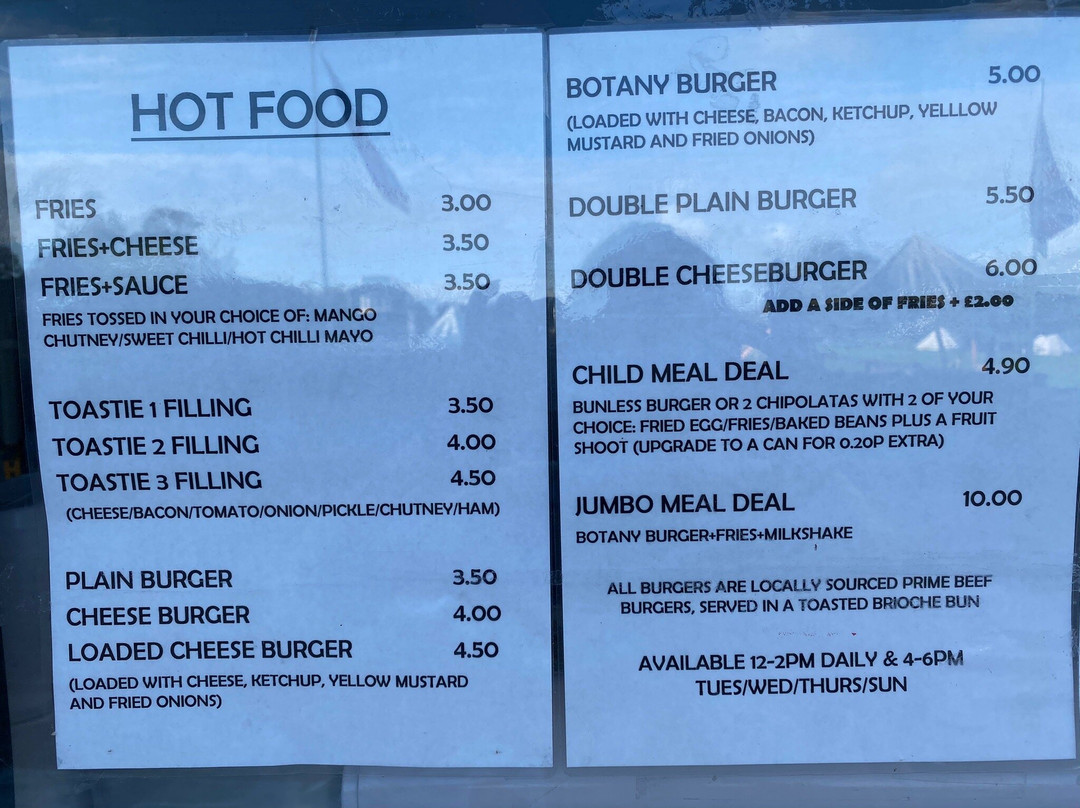 HOT FOOD
FRIES 3.00
FRIES+CHEESE 3.50
FRIES+SAUCE 3.50
FRIES TOSSED IN YOUR CHOICE OF: MANGO
CHUTNEY/SWEET CHILLI/HOT CHILLI MAYO
TOASTIE 1 FILLING 3.50
TOASTIE 2 FILLING 4.00
TOASTIE 3 FILLING 4.50
(CHEESE/BACON/TOMATO/ONION/PICKLE/CHUTNEY/HAM)
PLAIN BURGER 3.50
CHEESE BURGER 4.00
LOADED CHEESE BURGER 4.50
(LOADED WITH CHEESE, KETCHUP, YELLOW MUSTARD
AND FRIED ONIONS)
BOTANY BURGER 5.00
(LOADED WITH CHEESE, BACON, KETCHUP, YELLLOW
MUSTARD AND FRIED ONIONS)
DOUBLE PLAIN BURGER 5.50
DOUBLE CHEESEBURGER 6.00
ADD A SIDE OF FRIES + £2.00
CHILD MEAL DEAL 4.90
BUNLESS BURGER OR 2 CHIPOLATAS WITH 2 OF YOUR
CHOICE: FRIED EGG/FRIES/BAKED BEANS PLUS A FRUIT
SHOOT (UPGRADE TO A CAN FOR 0.20P EXTRA)
JUMBO MEAL DEAL 10.00
BOTANY BURGER+FRIES+MILKSHAKE
ALL BURGERS ARE LOCALLY SOURCED PRIME BEEF
BURGERS, SERVED IN A TOASTED BRIOCHE BUN
AVAILABLE 12-2PM DAILY & 4-6PM
TUES/WED/THURS/SUN